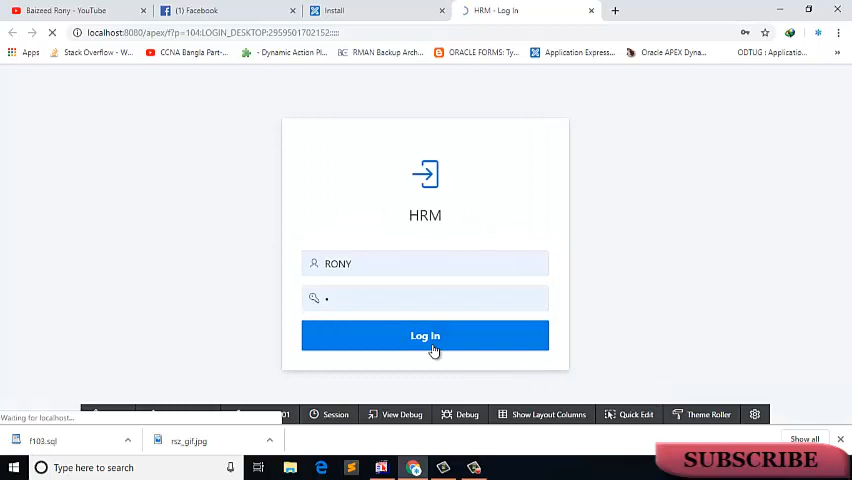 Baizeed Rony - YouTube
(1) Facebook
Install
HRM - Log In
localhost:8080/apex/f?p=104:LOGIN_DESKTOP:2959501702152:::::
Apps
Stack Overflow - W...
CCNA Bangla Part-...
- Dynamic Action Pl...
RMAN Backup Arch...
ORACLE FORMS: Ty...
Application Express...
Oracle APEX Dyna...
ODTUG : Applicatio...
HRM
RONY
Log In
01
Session
View Debug
Debug
Show Layout Columns
Quick Edit
Theme Roller
Waiting for localhost...
f103.sql
rsz_gif.jpg
Show all
Type here to search
SUBSCRIBE